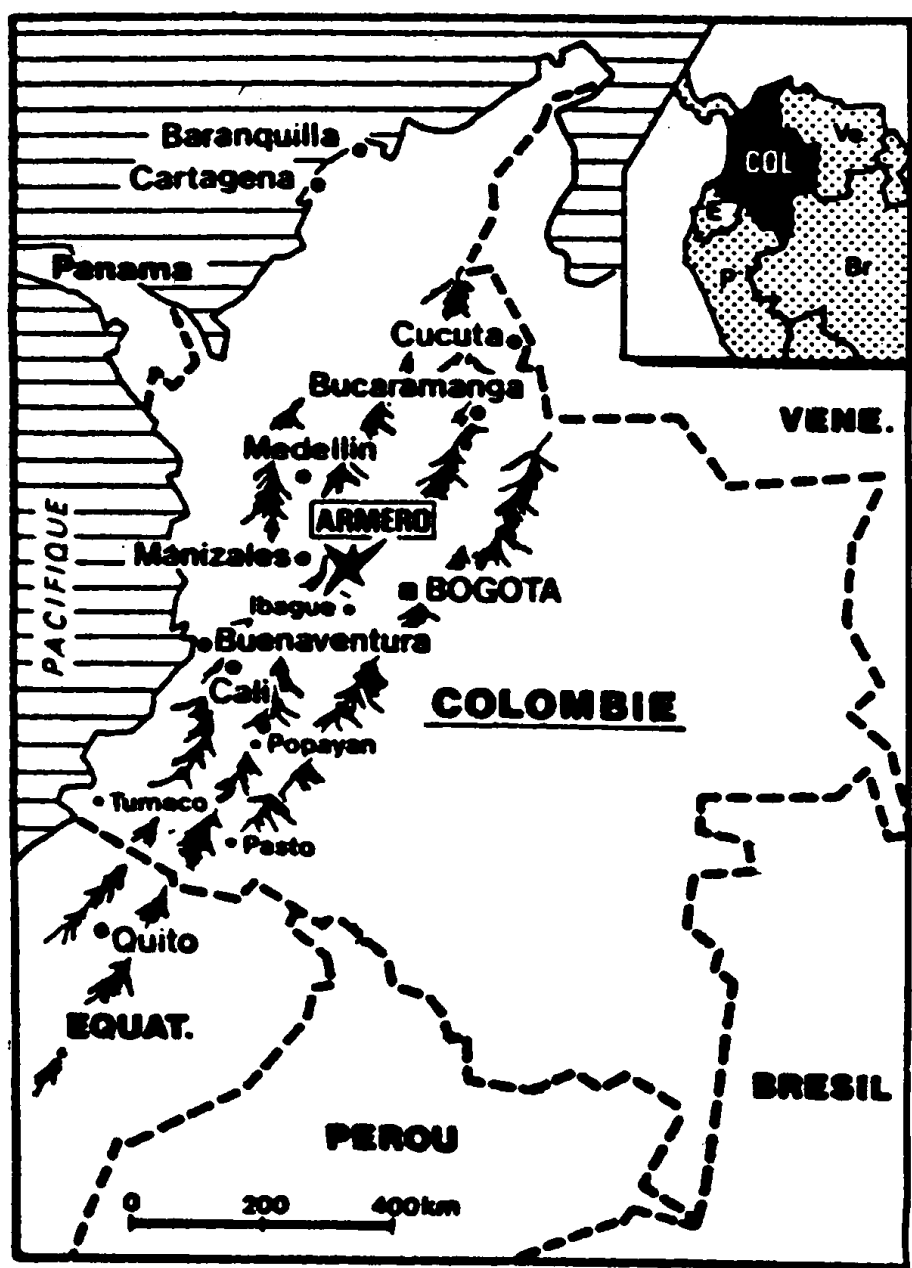 Baranquilla
Cartagena
COL
Ve
E
P
Br
Panama
Cucuta
Bucaramanga
VENE.
Medellin
ARMERO
PACIFIQUE
Manizales
BOGOTA
Ibague
Buenaventura
Cali
COLOMBIE
Popayan
Tumaco
Pasto
Quito
EQUAT.
BRESIL
PEROU
0 200 400km